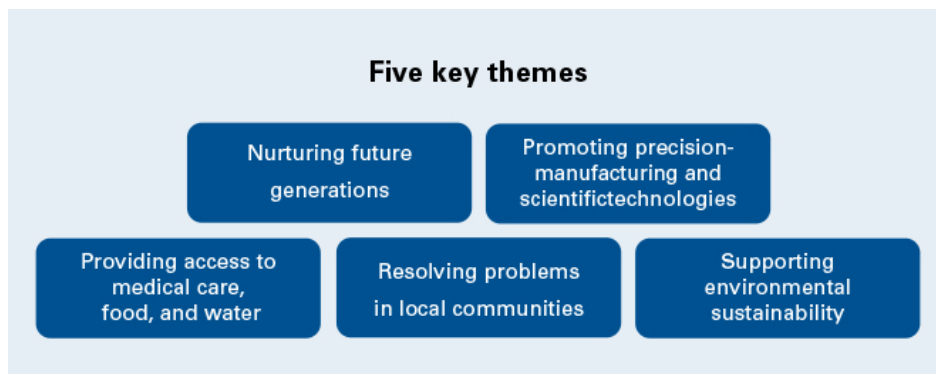 Five key themes
Nurturing future
generations
Promoting precision-
manufacturing and
scientifictechnologies
Providing access to
medical care,
food, and water
Resolving problems
in local communities
Supporting
environmental
sustainability